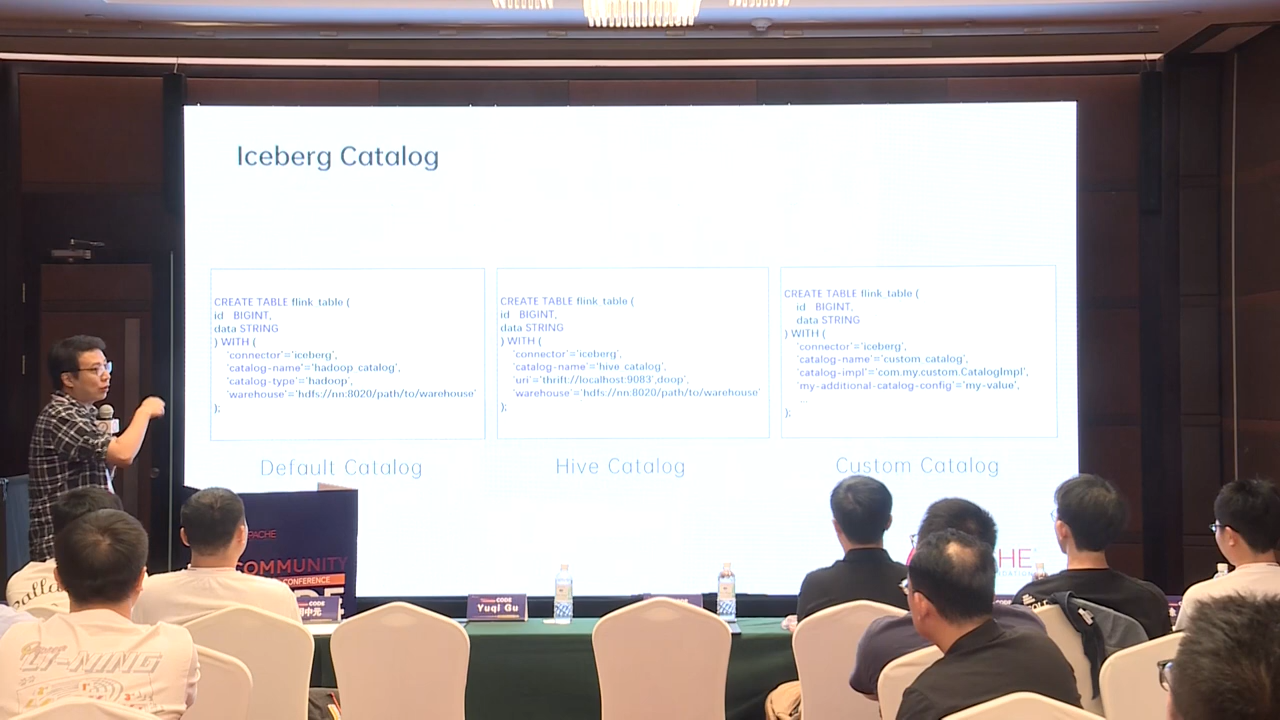 Iceberg Catalog
CREATE TABLE flink_table (
id BIGINT,
data STRING
) WITH (
'connector'='iceberg',
'catalog-name'='hadoop_catalog',
'catalog-type'='hadoop',
'warehouse'='hdfs://nn:8020/path/to/warehouse'
);
Default Catalog
CREATE TABLE flink_table (
id BIGINT,
data STRING
) WITH (
'connector'='iceberg',
'catalog-name'='hive_catalog',
'uri'='thrift://localhost:9083',doop',
'warehouse'='hdfs://nn:8020/path/to/warehouse'
);
Hive Catalog
CREATE TABLE flink_table (
id BIGINT,
data STRING
) WITH (
'connector'='iceberg',
'catalog-name'='custom_catalog',
'catalog-impl'='com.my.custom.CatalogImpl',
'my-additional-catalog-config'='my-value',
...
);
Custom Catalog
APACHE
COMMUNITY
CONFERENCE
CODE
Yuqi Gu
LI-NING